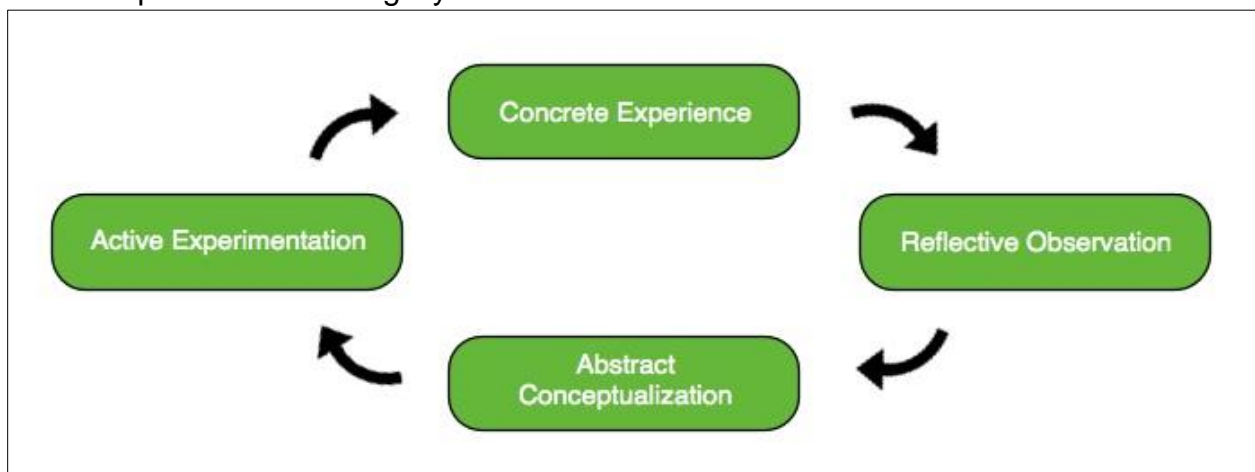 Concrete Experience
Active Experimentation
Reflective Observation
Abstract
Conceptualization